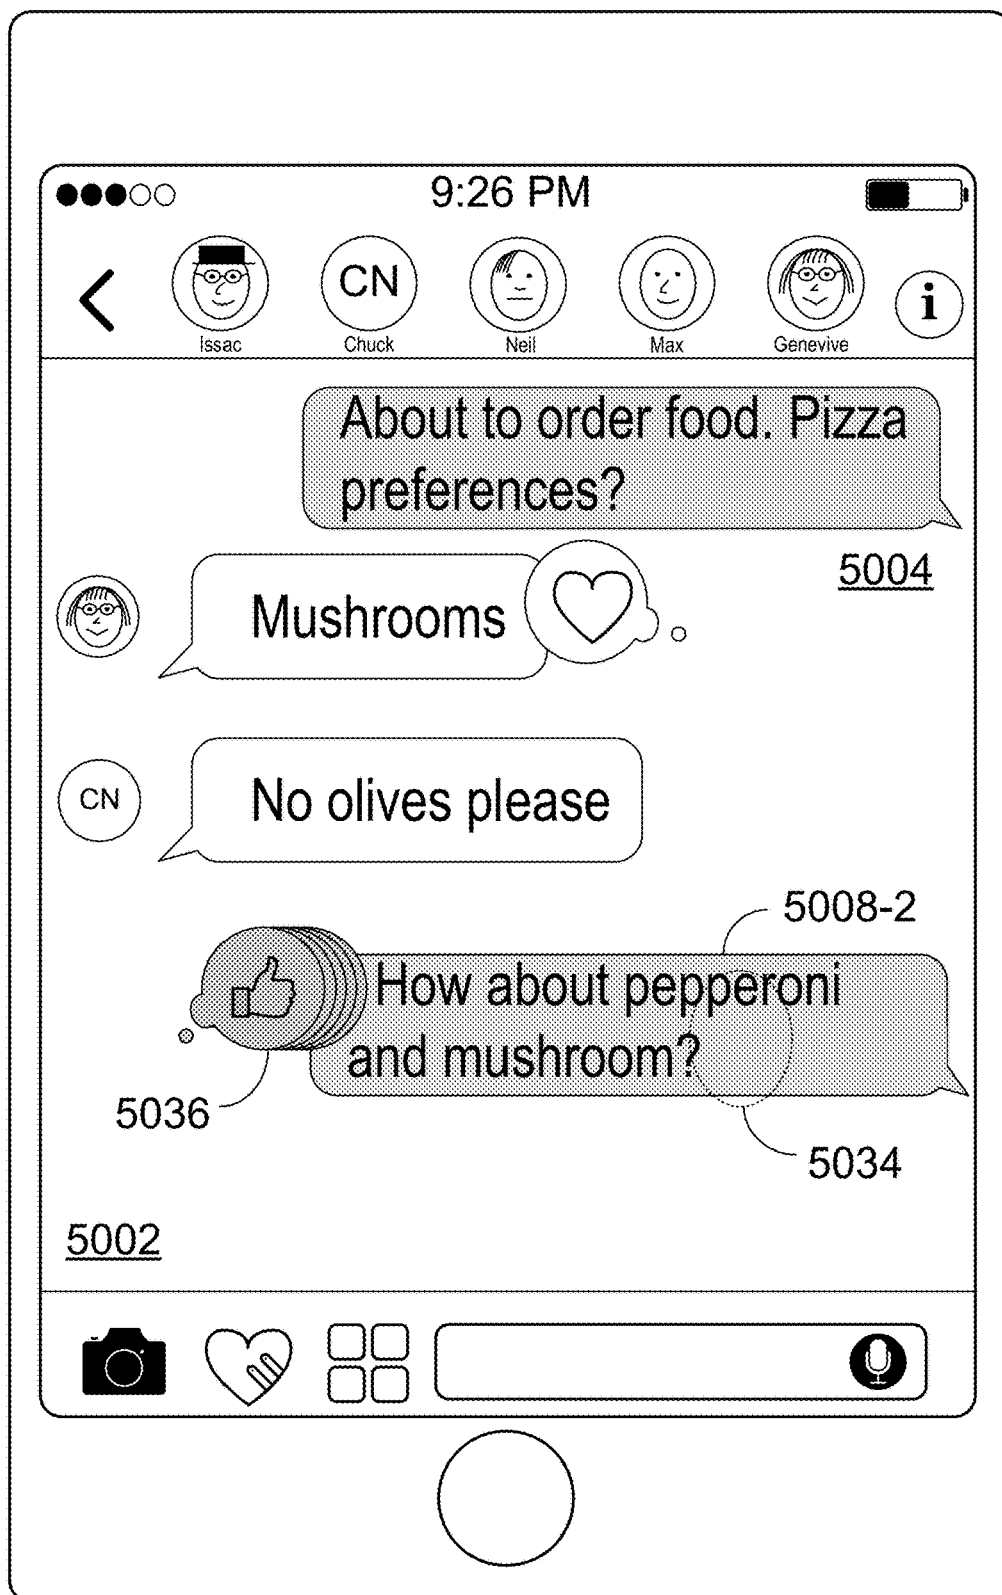 9:26 PM
CN
i
Issac
Chuck
Neil
Max
Genevive
About to order food. Pizza
preferences?
5004
Mushrooms
CN
No olives please
5008-2
How about pepperoni
and mushroom?
5036
5034
5002